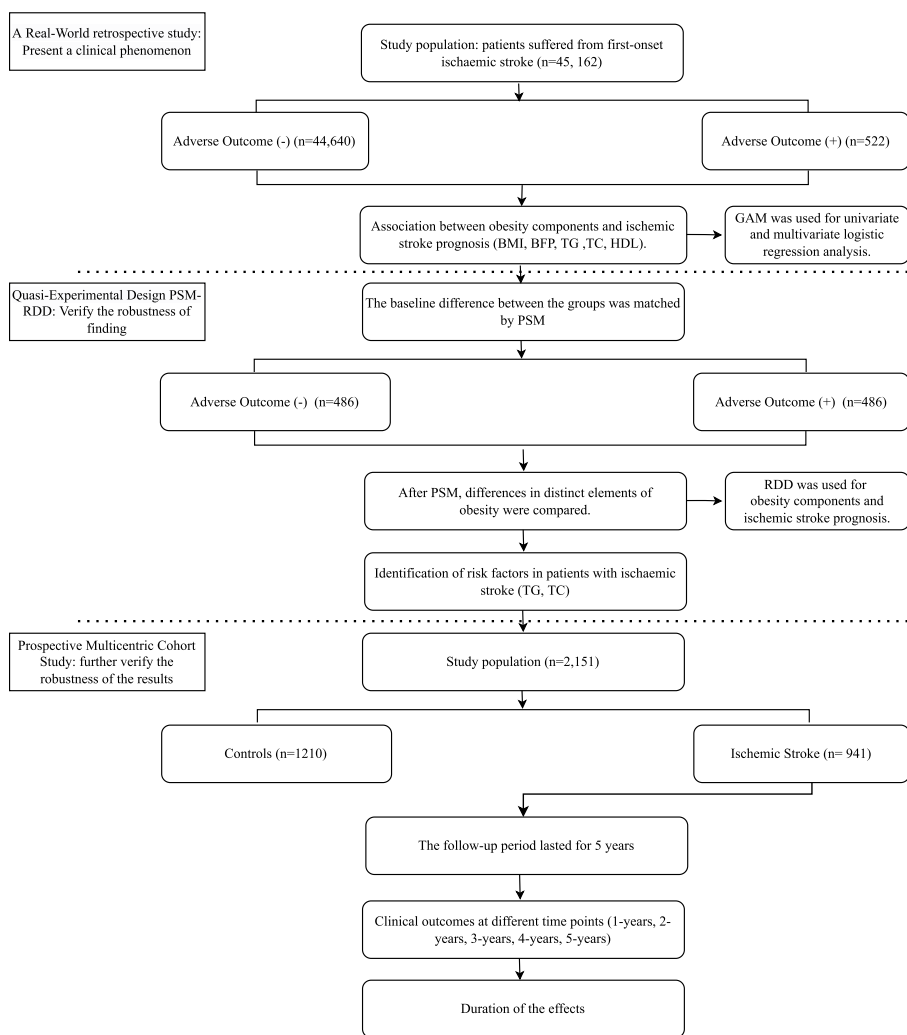 A Real-World retrospective study:
Present a clinical phenomenon
Study population: patients suffered from first-onset
ischaemic stroke (n=45, 162)
Adverse Outcome (-) (n=44,640)
Adverse Outcome (+) (n=522)
Association between obesity components and ischemic
stroke prognosis (BMI, BFP, TG ,TC, HDL).
GAM was used for univariate
and multivariate logistic
regression analysis.
Quasi-Experimental Design PSM-
RDD: Verify the robustness of
finding
The baseline difference between the groups was matched
by PSM
Adverse Outcome (-) (n=486)
Adverse Outcome (+) (n=486)
After PSM, differences in distinct elements of
obesity were compared.
RDD was used for
obesity components and
ischemic stroke prognosis.
Identification of risk factors in patients with ischaemic
stroke (TG, TC)
Prospective Multicentric Cohort
Study: further verify the
robustness of the results
Study population (n=2,151)
Controls (n=1210)
Ischemic Stroke (n= 941)
The follow-up period lasted for 5 years
Clinical outcomes at different time points (1-years, 2-
years, 3-years, 4-years, 5-years)
Duration of the effects